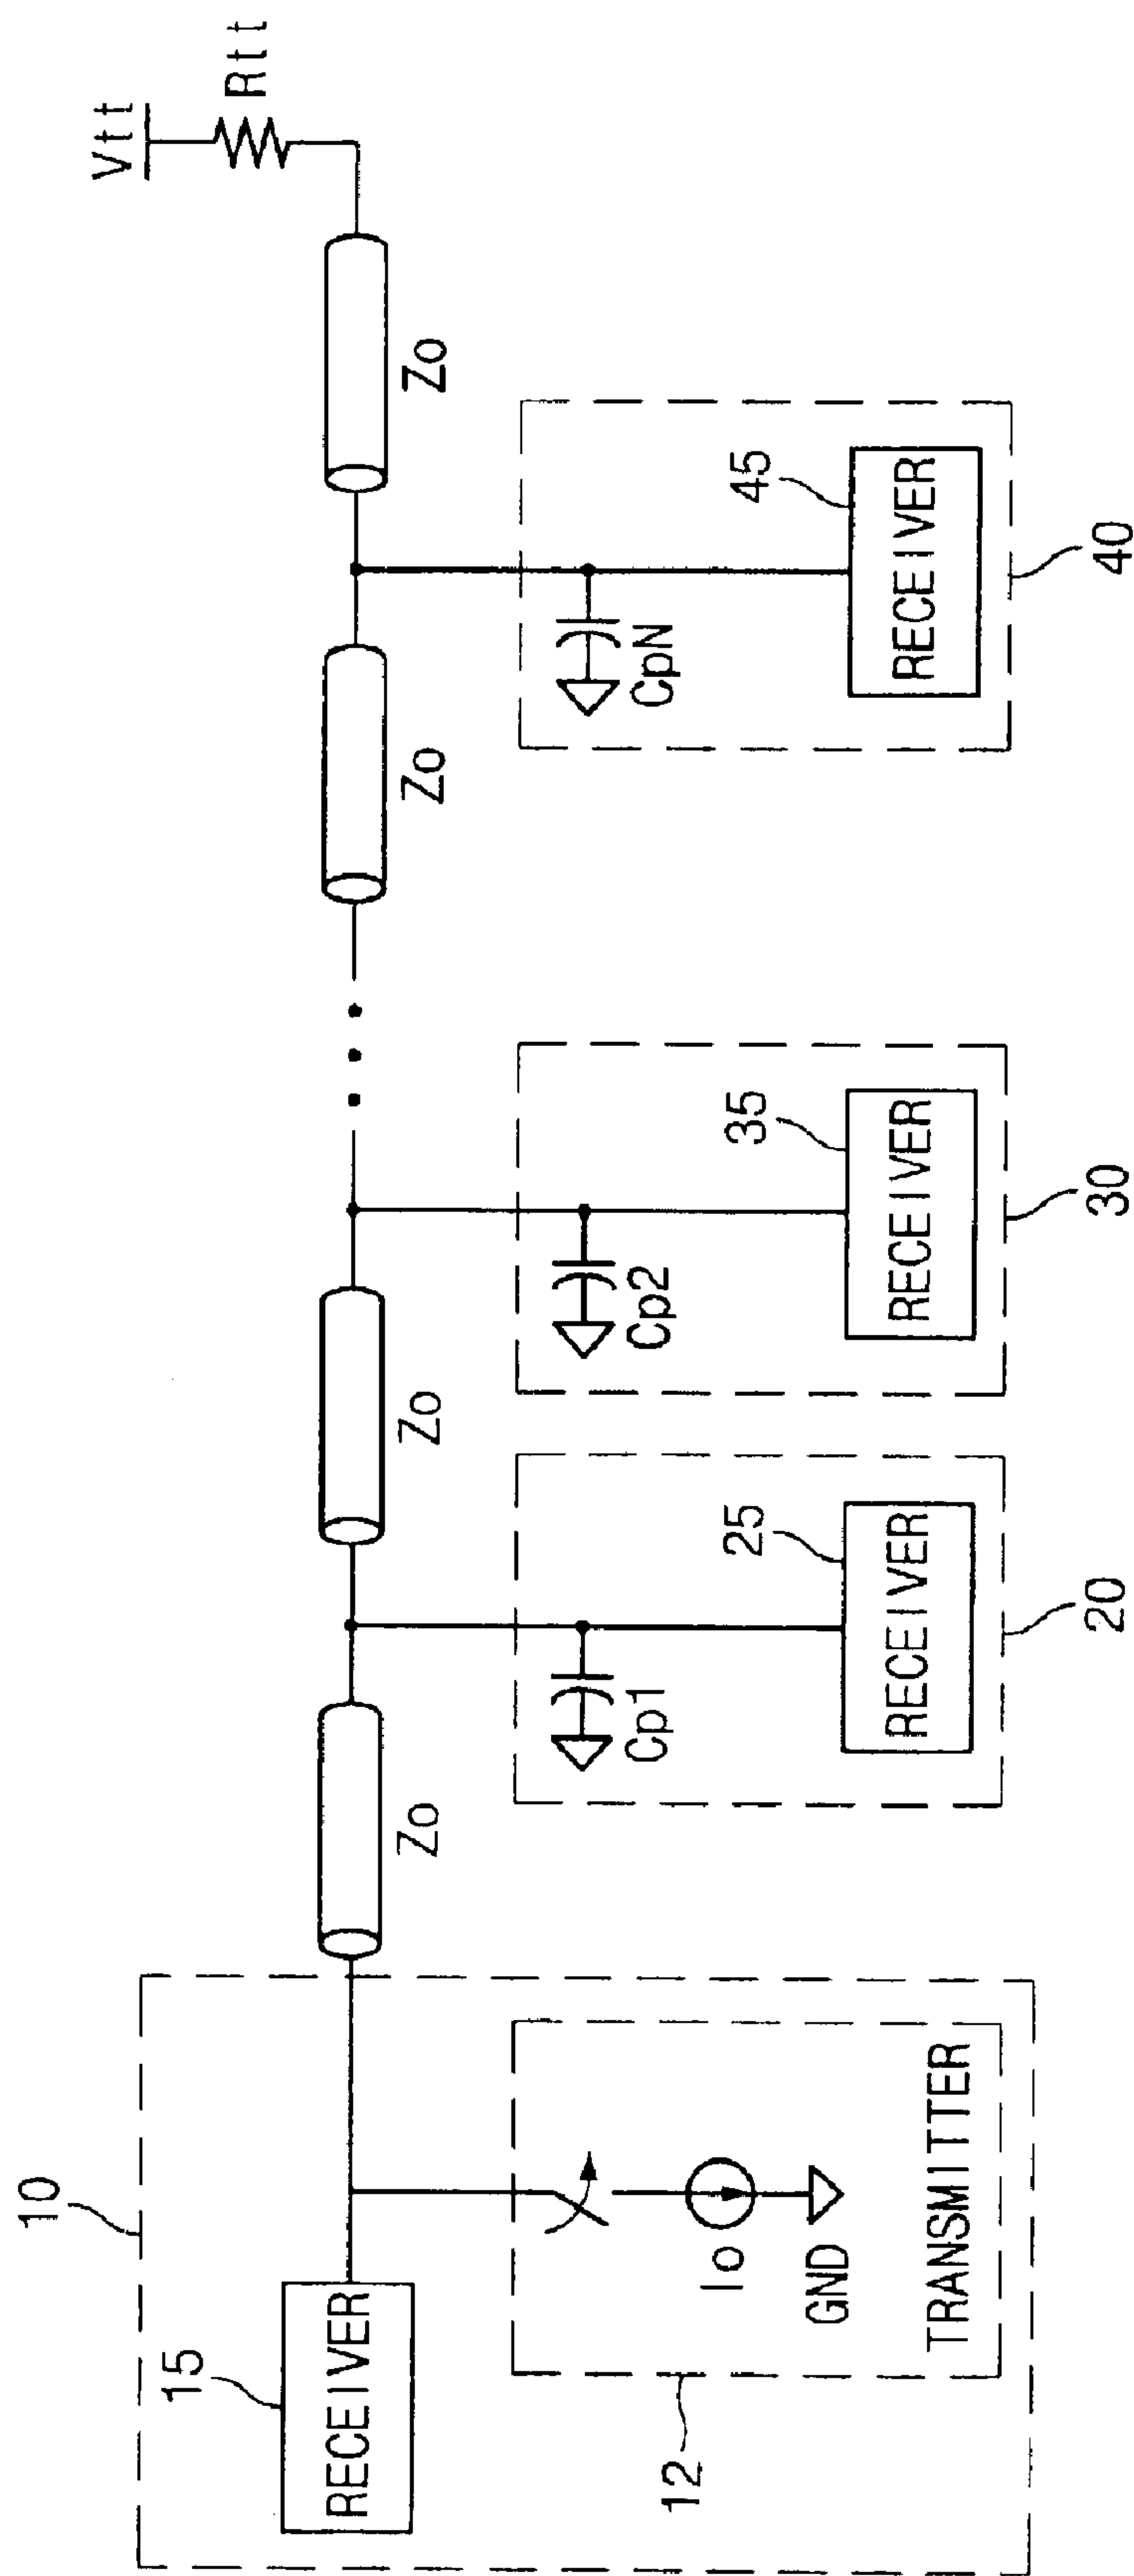 10
15
RECEIVER
12
Io
GND
TRANSMITTER
Zo
Cp1
25
RECEIVER
20
Zo
Cp2
35
RECEIVER
30
Zo
CpN
45
RECEIVER
40
Zo
Vtt
Rtt